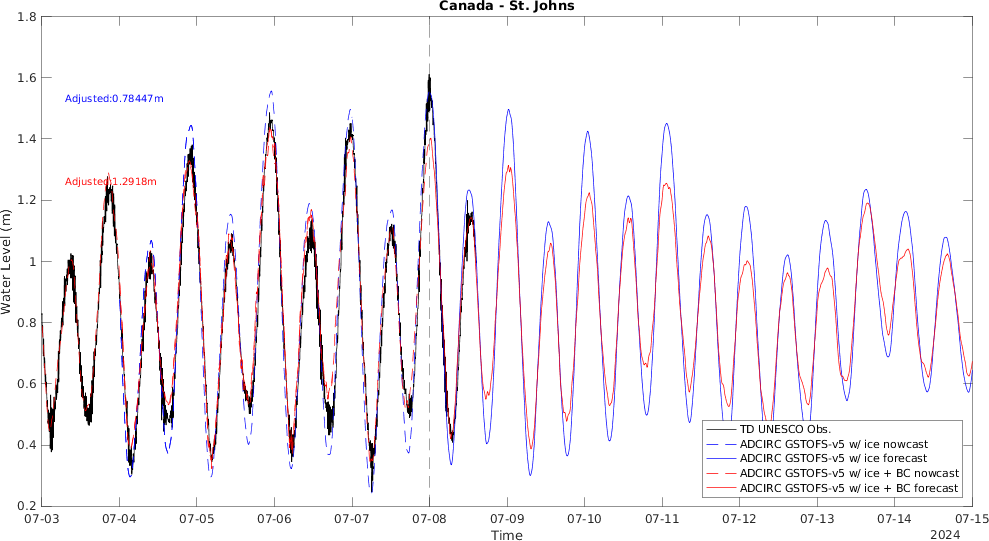 Canada - St. Johns
1.8
1.6
1.4
1.2
1
0.8
0.6
0.4
0.2
Water Level (m)
Adjusted:0.78447m
Adjusted:1.2918m
TD UNESCO Obs.
ADCIRC GSTOFS-v5 w/ ice nowcast
ADCIRC GSTOFS-v5 w/ ice forecast
ADCIRC GSTOFS-v5 w/ ice + BC nowcast
ADCIRC GSTOFS-v5 w/ ice + BC forecast
07-03 07-04 07-05 07-06 07-07 07-08 07-09 07-10 07-11 07-12 07-13 07-14 07-15
Time
2024